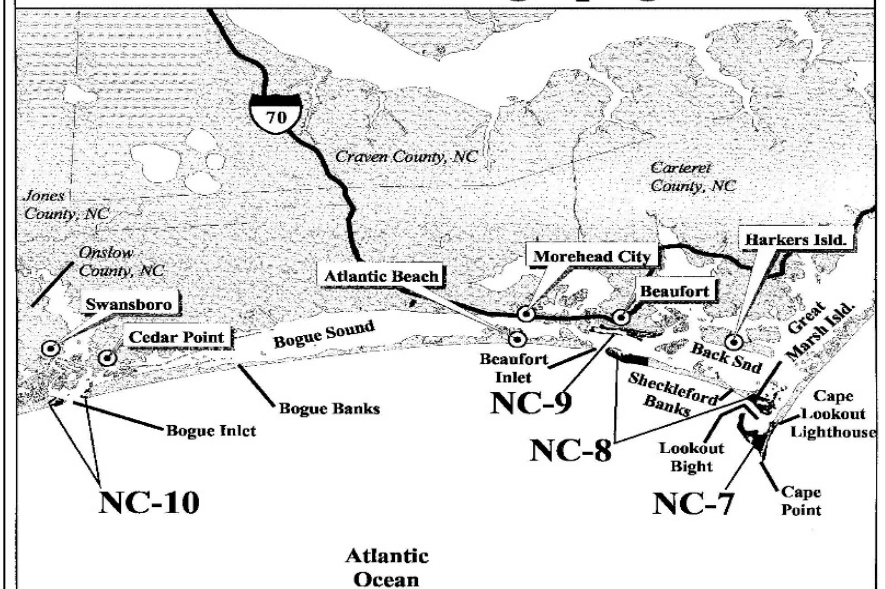 70
Craven County, NC
Carteret
County, NC
Jones
County, NC
Onslow
County, NC
Harkers Isld.
Morehead City
Atlantic Beach
Beaufort
Swansboro
Cedar Point
Bogue Sound
Great
Marsh Isld.
Back Snd
Beaufort
Inlet
NC-9
Sheckleford
Banks
Bogue Banks
Cape
Lookout
Lighthouse
Bogue Inlet
NC-8
Lookout
Bight
NC-10
NC-7
Cape
Point
Atlantic
Ocean